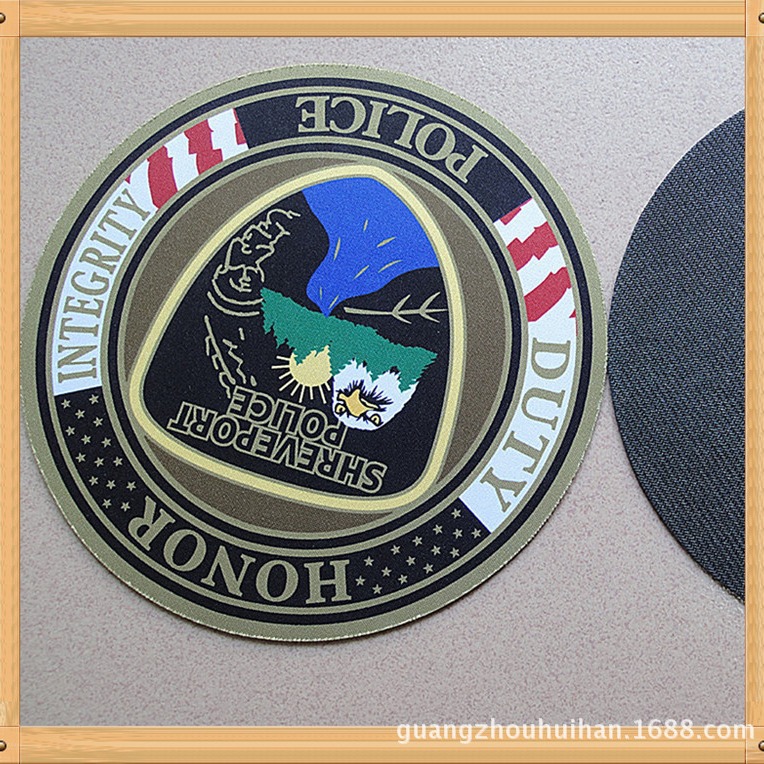 HONOR
INTEGRITY
DUTY
POLICE
SHREVEPORT
POLICE
guangzhouhuihan.1688.com